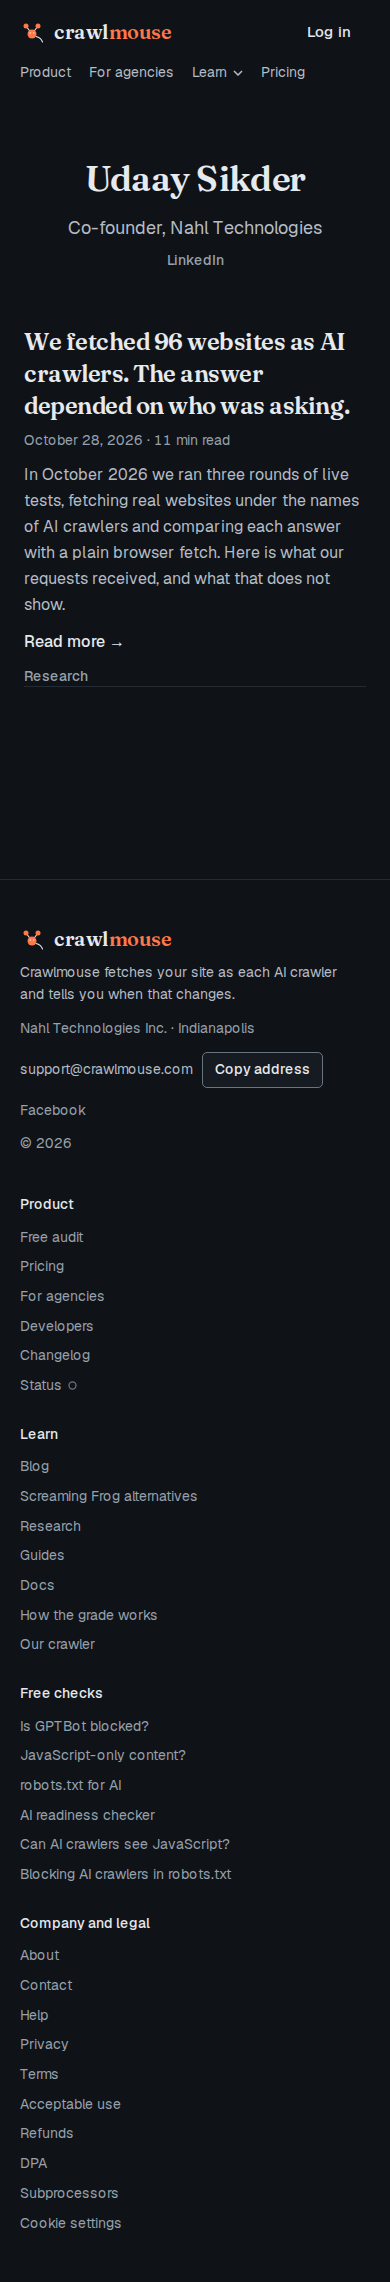 crawlmouse
Log in
Product For agencies Learn Pricing
Udaay Sikder
Co-founder, Nahl Technologies
LinkedIn
We fetched 96 websites as AI
crawlers. The answer
depended on who was asking.
October 28, 2026 · 11 min read
In October 2026 we ran three rounds of live
tests, fetching real websites under the names
of AI crawlers and comparing each answer
with a plain browser fetch. Here is what our
requests received, and what that does not
show.
Read more →
Research
crawlmouse
Crawlmouse fetches your site as each AI crawler
and tells you when that changes.
Nahl Technologies Inc. · Indianapolis
support@crawlmouse.com Copy address
Facebook
© 2026
Product
Free audit
Pricing
For agencies
Developers
Changelog
Status
Learn
Blog
Screaming Frog alternatives
Research
Guides
Docs
How the grade works
Our crawler
Free checks
Is GPTBot blocked?
JavaScript-only content?
robots.txt for AI
AI readiness checker
Can AI crawlers see JavaScript?
Blocking AI crawlers in robots.txt
Company and legal
About
Contact
Help
Privacy
Terms
Acceptable use
Refunds
DPA
Subprocessors
Cookie settings